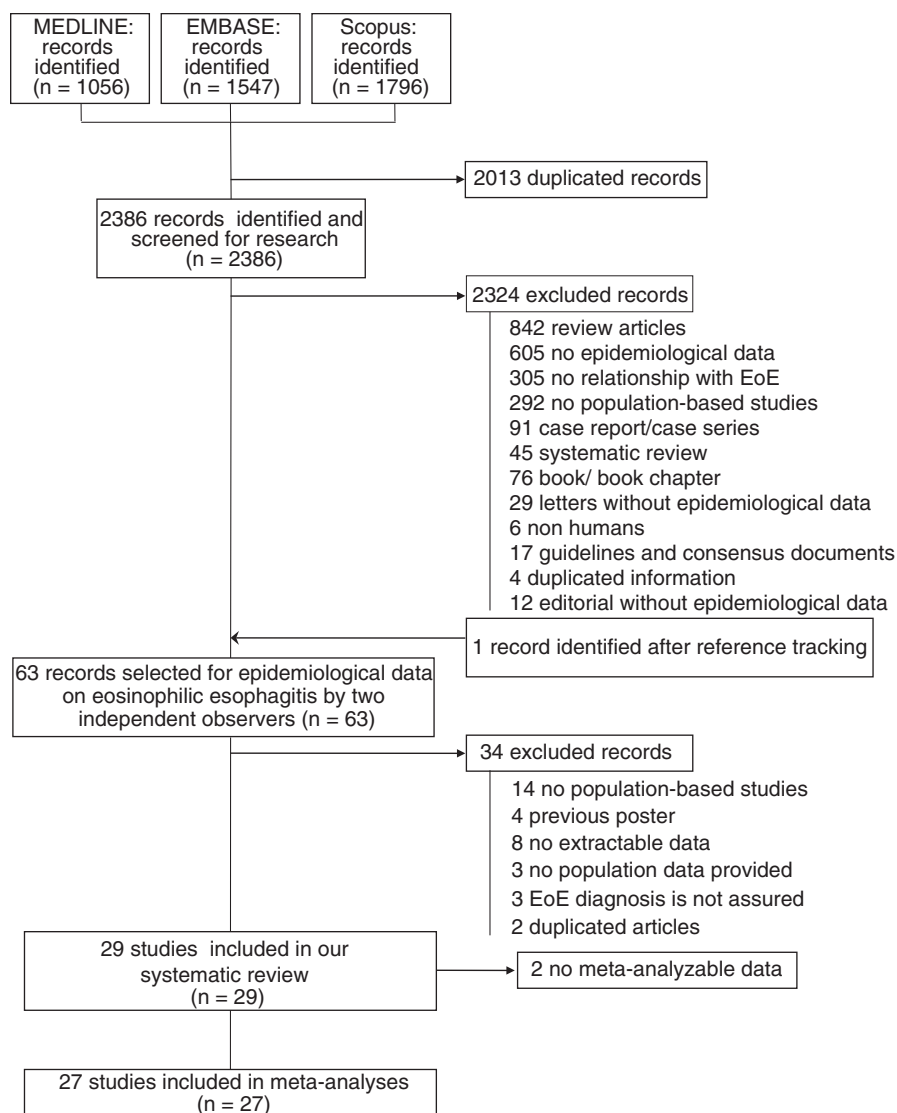 MEDLINE:
records
identified
(n = 1056)
EMBASE:
records
identified
(n = 1547)
Scopus:
records
identified
(n = 1796)
2013 duplicated records
2386 records identified and
screened for research
(n = 2386)
2324 excluded records
842 review articles
605 no epidemiological data
305 no relationship with EoE
292 no population-based studies
91 case report/case series
45 systematic review
76 book/ book chapter
29 letters without epidemiological data
6 non humans
17 guidelines and consensus documents
4 duplicated information
12 editorial without epidemiological data
1 record identified after reference tracking
63 records selected for epidemiological data
on eosinophilic esophagitis by two
independent observers (n = 63)
34 excluded records
14 no population-based studies
4 previous poster
8 no extractable data
3 no population data provided
3 EoE diagnosis is not assured
2 duplicated articles
29 studies included in our
systematic review
(n = 29)
2 no meta-analyzable data
27 studies included in meta-analyses
(n = 27)